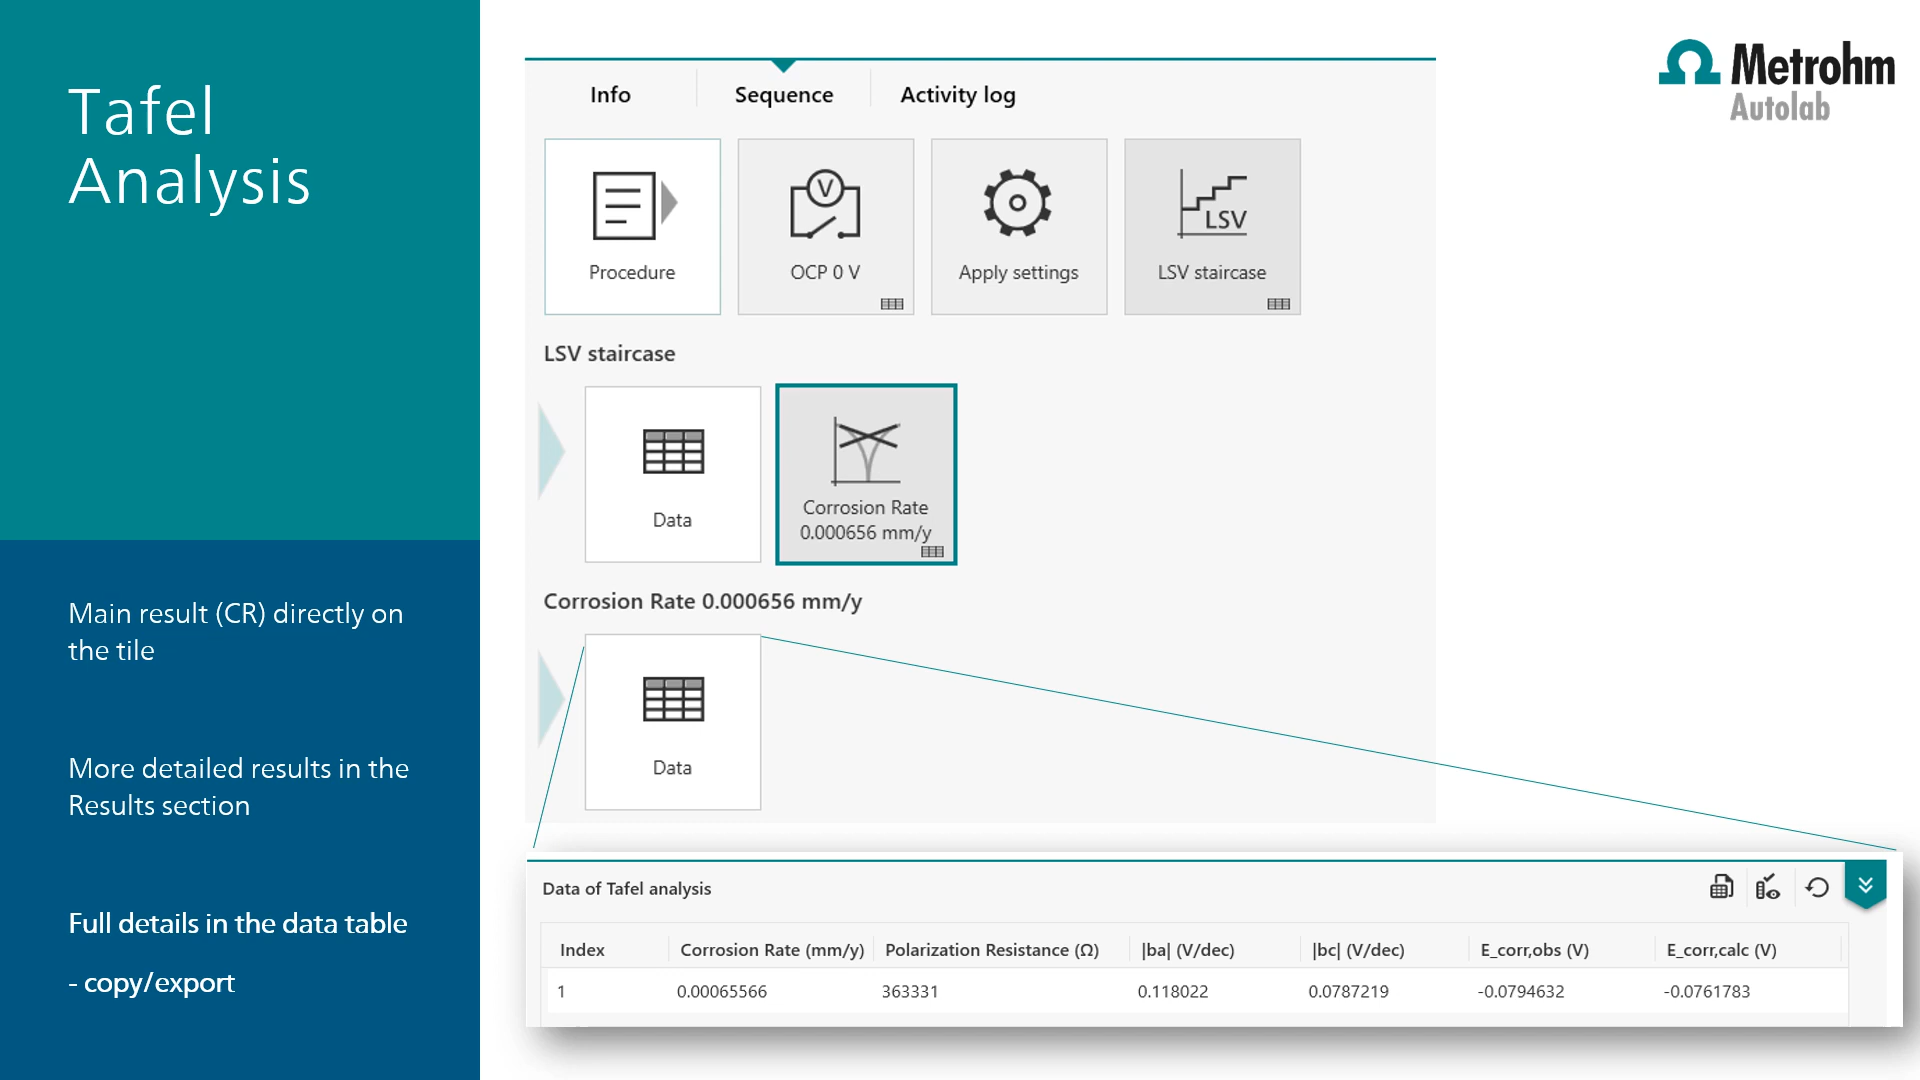 Tafel
Analysis
Main result (CR) directly on
the tile
More detailed results in the
Results section
Full details in the data table
- copy/export
Metrohm
Autolab
Info
Sequence
Activity log
Procedure
V
OCP 0 V
Apply settings
LSV
LSV staircase
LSV staircase
Data
Corrosion Rate
0.000656 mm/y
Corrosion Rate 0.000656 mm/y
Data
Data of Tafel analysis
Index Corrosion Rate (mm/y) Polarization Resistance (Ω) |ba| (V/dec) |bc| (V/dec) E_corr,obs (V) E_corr,calc (V)
1 0.00065566 363331 0.118022 0.0787219 -0.0794632 -0.0761783